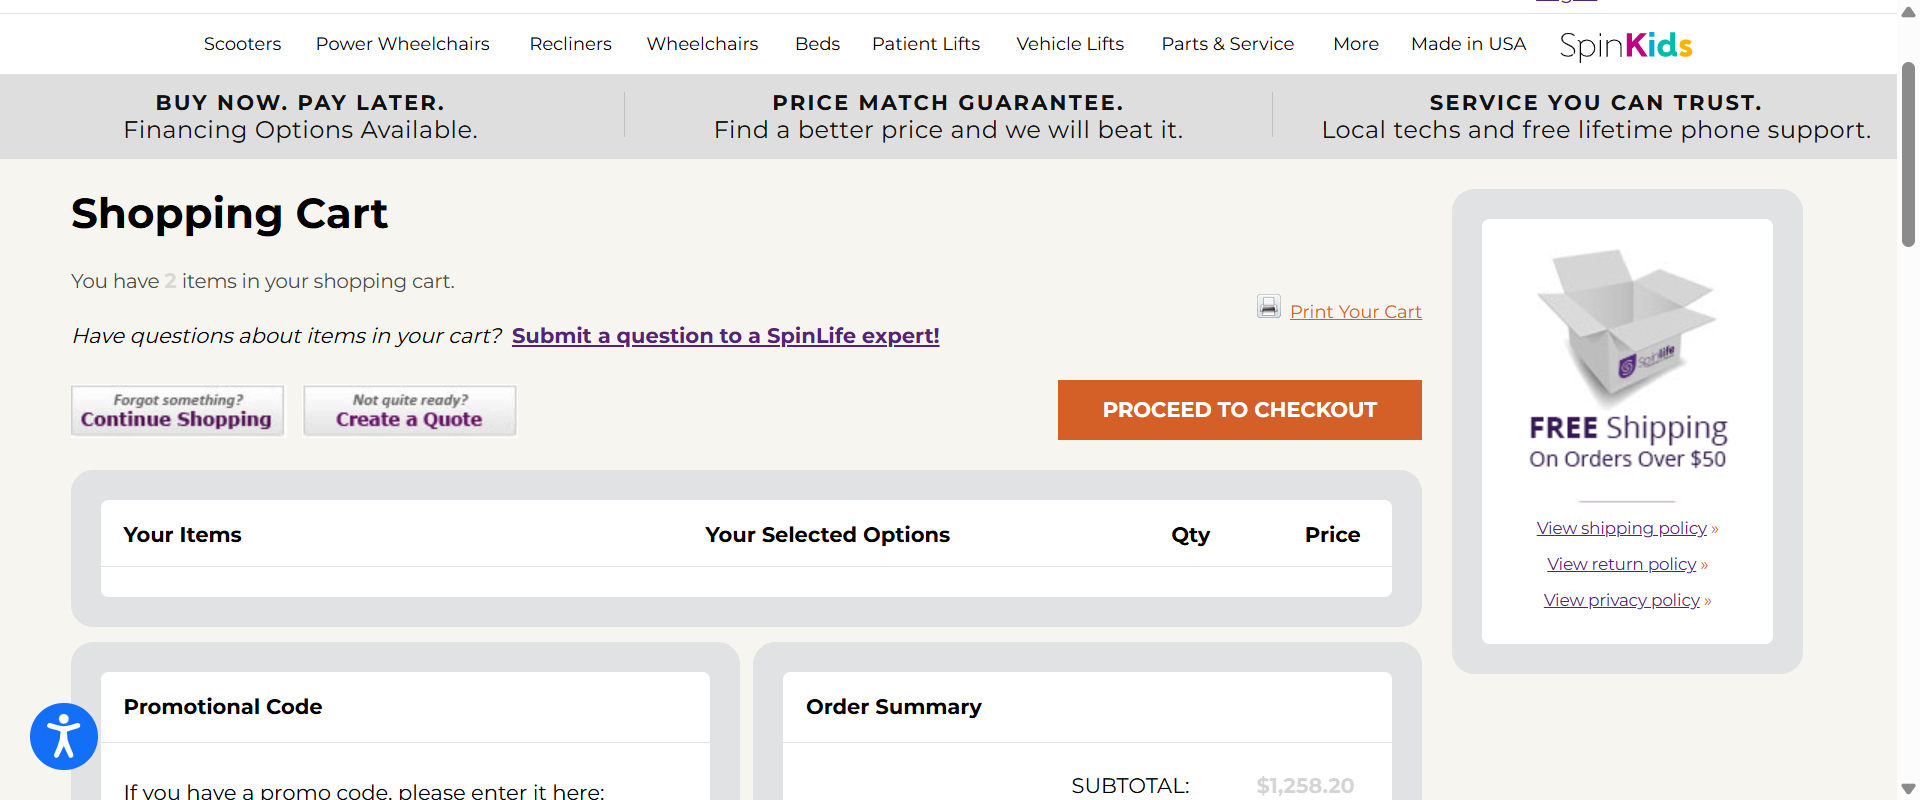 Scooters Power Wheelchairs Recliners Wheelchairs Beds Patient Lifts Vehicle Lifts Parts & Service More Made in USA SpinKids
BUY NOW. PAY LATER.
Financing Options Available.
PRICE MATCH GUARANTEE.
Find a better price and we will beat it.
SERVICE YOU CAN TRUST.
Local techs and free lifetime phone support.
Shopping Cart
You have 2 items in your shopping cart.
Print Your Cart
Have questions about items in your cart? Submit a question to a SpinLife expert!
Forgot something?
Continue Shopping
Not quite ready?
Create a Quote
PROCEED TO CHECKOUT
Your Items Your Selected Options Qty Price
Promotional Code
If you have a promo code, please enter it here:
Order Summary
SUBTOTAL: $1,258.20
Spinlife
FREE Shipping
On Orders Over $50
View shipping policy »
View return policy »
View privacy policy »